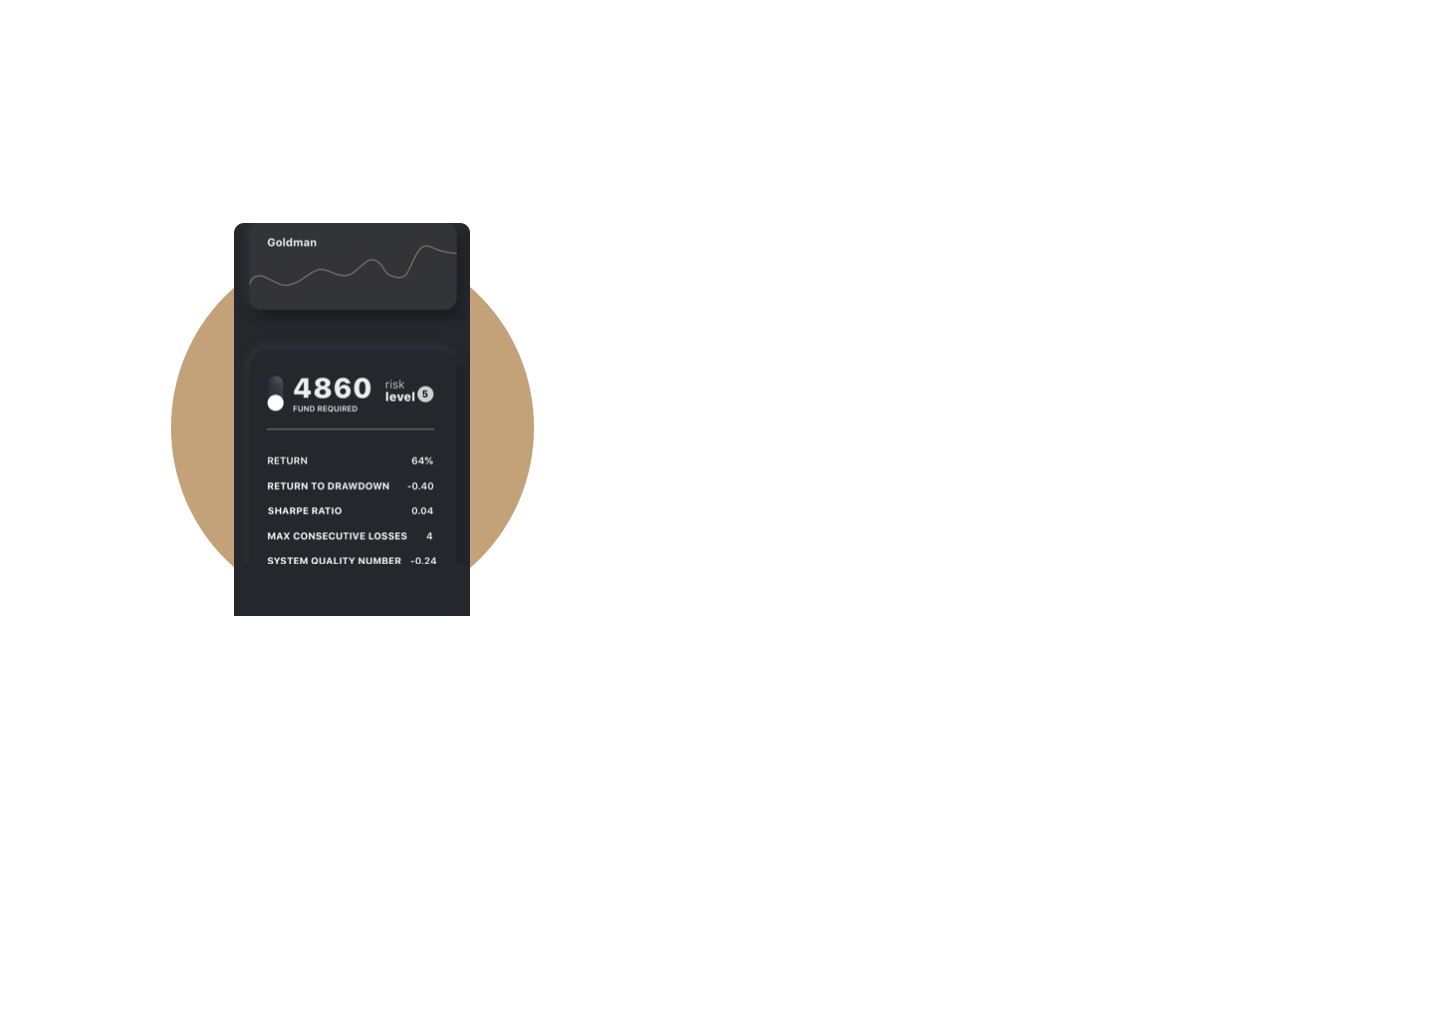 Goldman
4860
FUND REQUIRED
risk
level 5
RETURN 64%
RETURN TO DRAWDOWN -0.40
SHARPE RATIO 0.04
MAX CONSECUTIVE LOSSES 4
SYSTEM QUALITY NUMBER -0.24